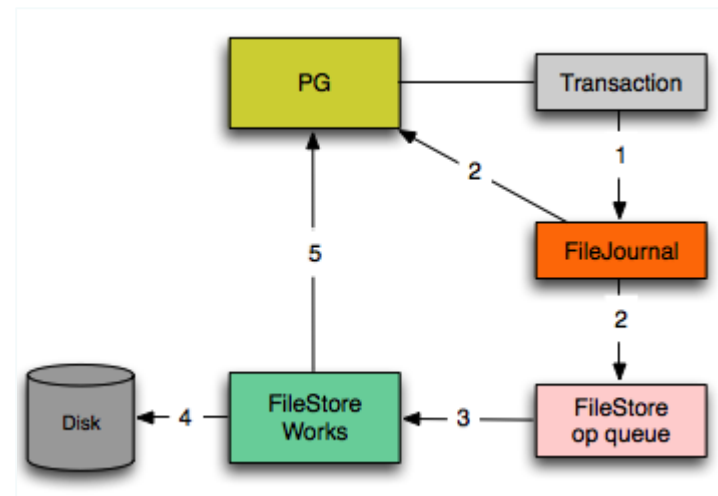 PG
Transaction
1
2
FileJournal
5
2
Disk
4
FileStore
Works
3
FileStore
op queue